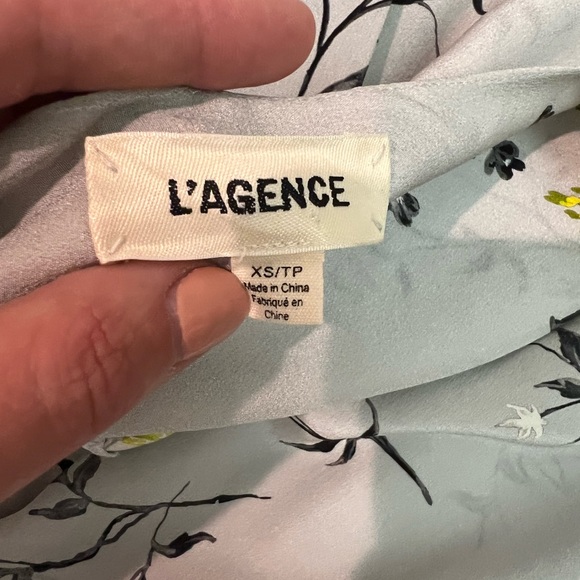 L'AGENCE
XS/TP
Made in China
Fabriqué en
Chine